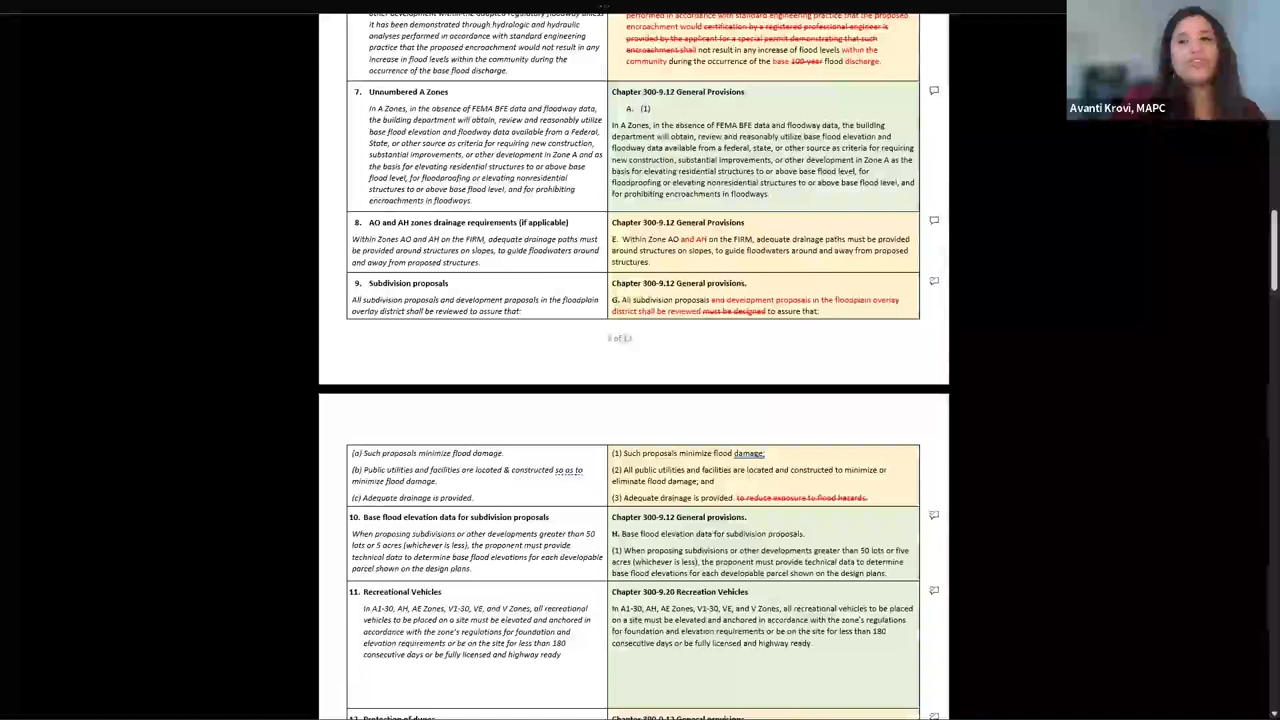 increase in flood levels within the community during the
analyses performed in accordance with standard engineering
practice that the proposed encroachment would not result in any
occurrence of the base flood discharge.
performed in accordance with standard engineering practice that the proposed
encroachment would certification by a registered professional engineer is
provided by the applicant for a special permit demonstrating that such
encroachment shall not result in any increase of flood levels within the
community during the occurrence of the base 100-year flood discharge.
Avanti Krovi, MAPC
7. Unnumbered A Zones
In A Zones, in the absence of FEMA BFE data and floodway data,
the building department will obtain, review and reasonably utilize
base flood elevation and floodway data available from a Federal,
State, or other source as criteria for requiring new construction,
substantial improvements, or other development in Zone A and as
the basis for elevating residential structures to or above base
flood level, for floodproofing or elevating nonresidential
structures to or above base flood level, and for prohibiting
encroachments in floodways.
Chapter 300-9.12 General Provisions
A. (1)
In A Zones, in the absence of FEMA BFE data and floodway data, the building
department will obtain, review and reasonably utilize base flood elevation and
floodway data available from a federal, state, or other source as criteria for requiring
new construction, substantial improvements, or other development in Zone A as the
basis for elevating residential structures to or above base flood level, for
floodproofing or elevating nonresidential structures to or above base flood level, and
for prohibiting encroachments in floodways.
8. AO and AH zones drainage requirements (if applicable)
Within Zones AO and AH on the FIRM, adequate drainage paths must
be provided around structures on slopes, to guide floodwaters around
and away from proposed structures.
Chapter 300-9.12 General Provisions
E. Within Zone AO and AH on the FIRM, adequate drainage paths must be provided
around structures on slopes, to guide floodwaters around and away from proposed
structures.
9. Subdivision proposals
All subdivision proposals and development proposals in the floodplain
overlay district shall be reviewed to assure that:
Chapter 300-9.12 General provisions.
G. All subdivision proposals and development proposals in the floodplain overlay
district shall be reviewed must be designed to assure that:
(a) Such proposals minimize flood damage.
(b) Public utilities and facilities are located & constructed so as to
minimize flood damage.
(c) Adequate drainage is provided.
(1) Such proposals minimize flood damage;
(2) All public utilities and facilities are located and constructed to minimize or
eliminate flood damage; and
(3) Adequate drainage is provided. to reduce exposure to flood hazards.
10. Base flood elevation data for subdivision proposals
When proposing subdivisions or other developments greater than 50
lots or 5 acres (whichever is less), the proponent must provide
technical data to determine base flood elevations for each developable
parcel shown on the design plans.
Chapter 300-9.12 General provisions.
H. Base flood elevation data for subdivision proposals.
(1) When proposing subdivisions or other developments greater than 50 lots or five
acres (whichever is less), the proponent must provide technical data to determine
base flood elevations for each developable parcel shown on the design plans.
11. Recreational Vehicles
In A1-30, AH, AE Zones, V1-30, VE, and V Zones, all recreational
vehicles to be placed on a site must be elevated and anchored in
accordance with the zone's regulations for foundation and
elevation requirements or be on the site for less than 180
consecutive days or be fully licensed and highway ready
Chapter 300-9.20 Recreation Vehicles
In A1-30, AH, AE Zones, V1-30, VE, and V Zones, all recreational vehicles to be placed
on a site must be elevated and anchored in accordance with the zone's regulations
for foundation and elevation requirements or be on the site for less than 180
consecutive days or be fully licensed and highway ready.